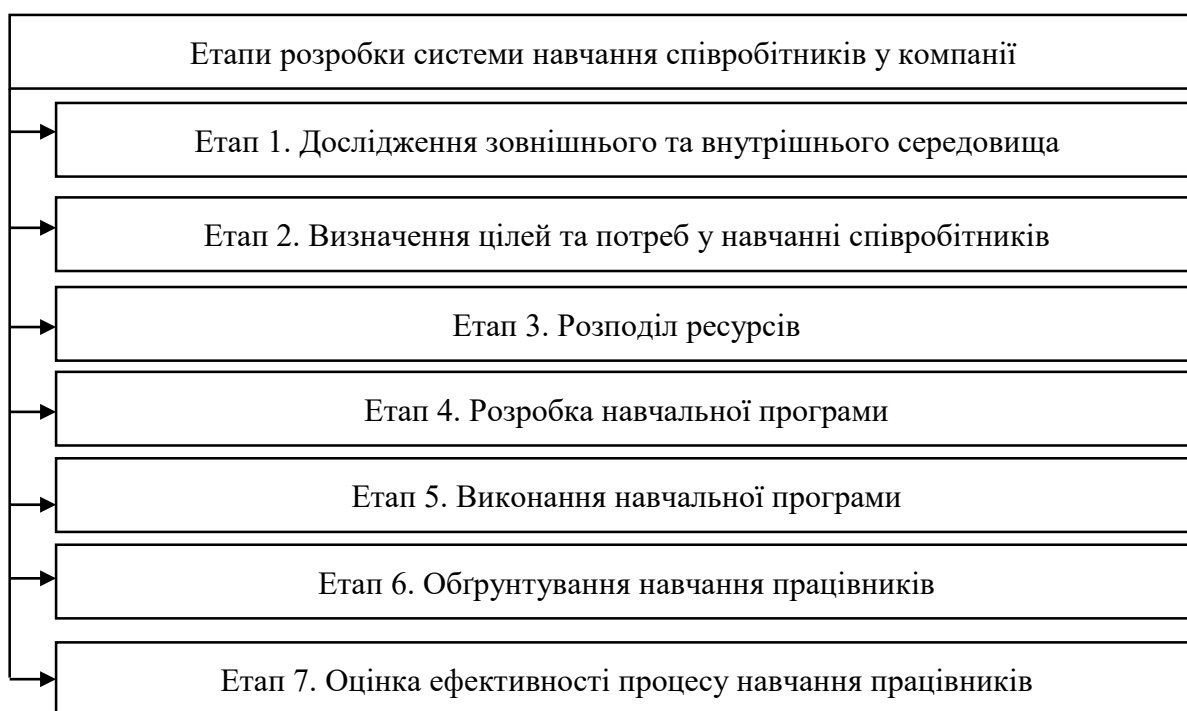 Етапи розробки системи навчання співробітників у компанії
Етап 1. Дослідження зовнішнього та внутрішнього середовища
Етап 2. Визначення цілей та потреб у навчанні співробітників
Етап 3. Розподіл ресурсів
Етап 4. Розробка навчальної програми
Етап 5. Виконання навчальної програми
Етап 6. Обґрунтування навчання працівників
Етап 7. Оцінка ефективності процесу навчання працівників